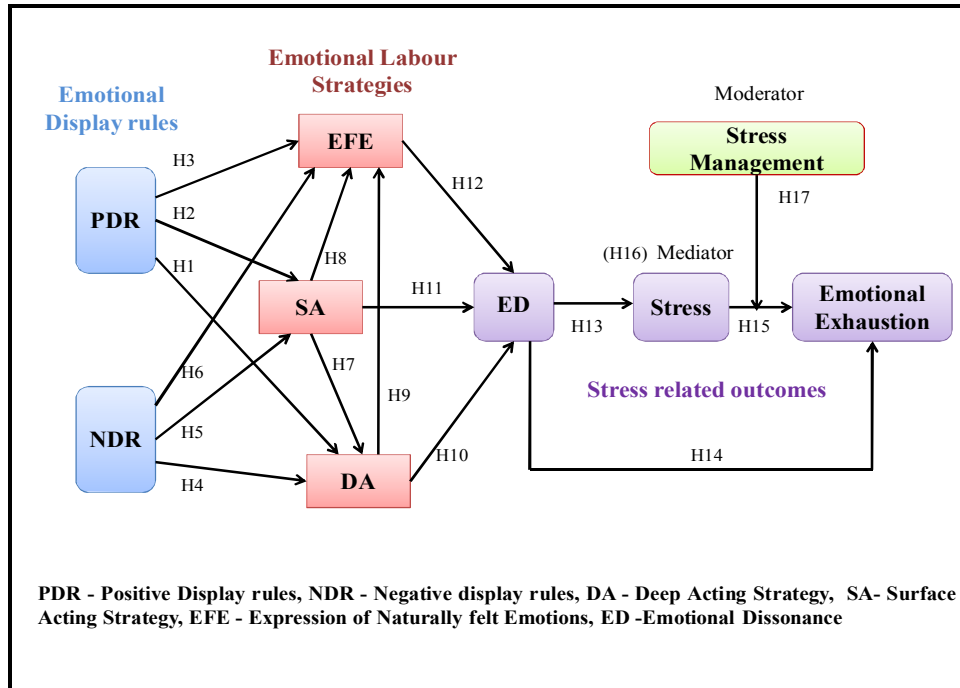 Emotional Labour
Strategies
Emotional
Display rules
Moderator
EFE
Stress
Management
H3
H12
H17
PDR
H2
H1
H8
(H16) Mediator
SA
H11
ED
Stress
Emotional
Exhaustion
H13
H15
H6
H7
H9
Stress related outcomes
NDR
H5
H10
H14
H4
DA
PDR - Positive Display rules, NDR - Negative display rules, DA - Deep Acting Strategy, SA- Surface
Acting Strategy, EFE - Expression of Naturally felt Emotions, ED -Emotional Dissonance